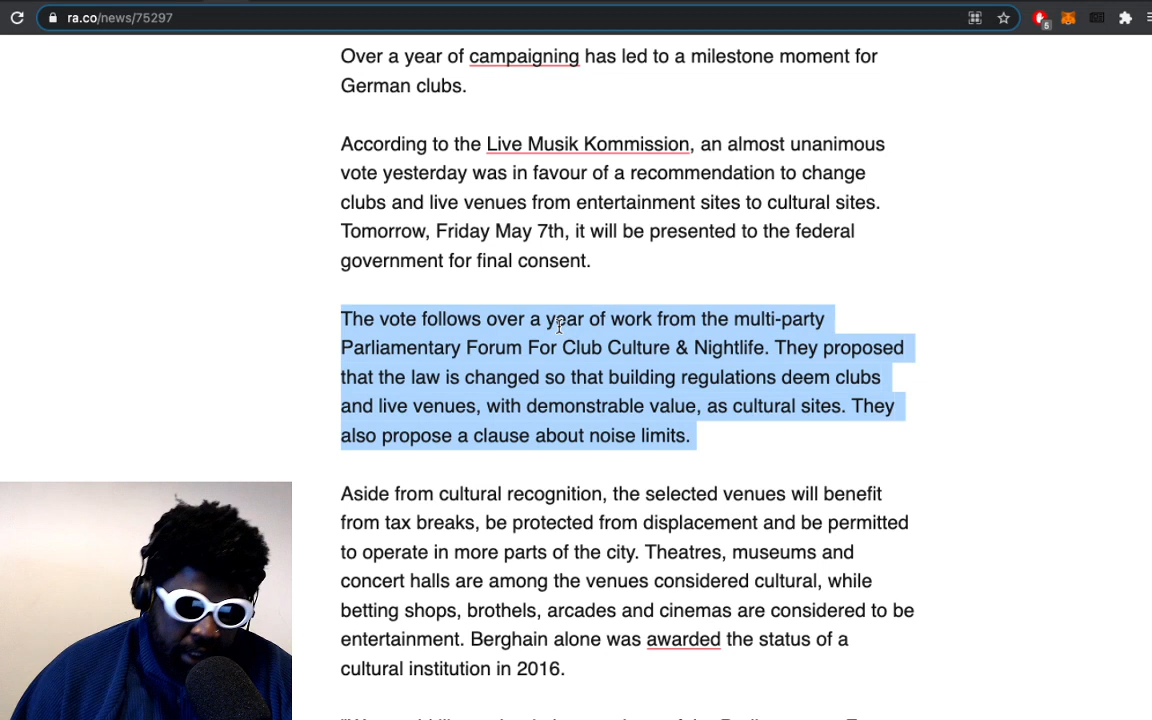 ra.co/news/75297
6
Over a year of campaigning has led to a milestone moment for
German clubs.
According to the Live Musik Kommission, an almost unanimous
vote yesterday was in favour of a recommendation to change
clubs and live venues from entertainment sites to cultural sites.
Tomorrow, Friday May 7th, it will be presented to the federal
government for final consent.
The vote follows over a year of work from the multi-party
Parliamentary Forum For Club Culture & Nightlife. They proposed
that the law is changed so that building regulations deem clubs
and live venues, with demonstrable value, as cultural sites. They
also propose a clause about noise limits.
Aside from cultural recognition, the selected venues will benefit
from tax breaks, be protected from displacement and be permitted
to operate in more parts of the city. Theatres, museums and
concert halls are among the venues considered cultural, while
betting shops, brothels, arcades and cinemas are considered to be
entertainment. Berghain alone was awarded the status of a
cultural institution in 2016.